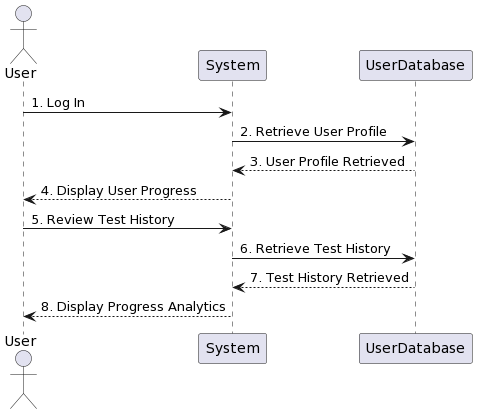 User
System
UserDatabase
1. Log In
2. Retrieve User Profile
3. User Profile Retrieved
4. Display User Progress
5. Review Test History
6. Retrieve Test History
7. Test History Retrieved
8. Display Progress Analytics
User
System
UserDatabase